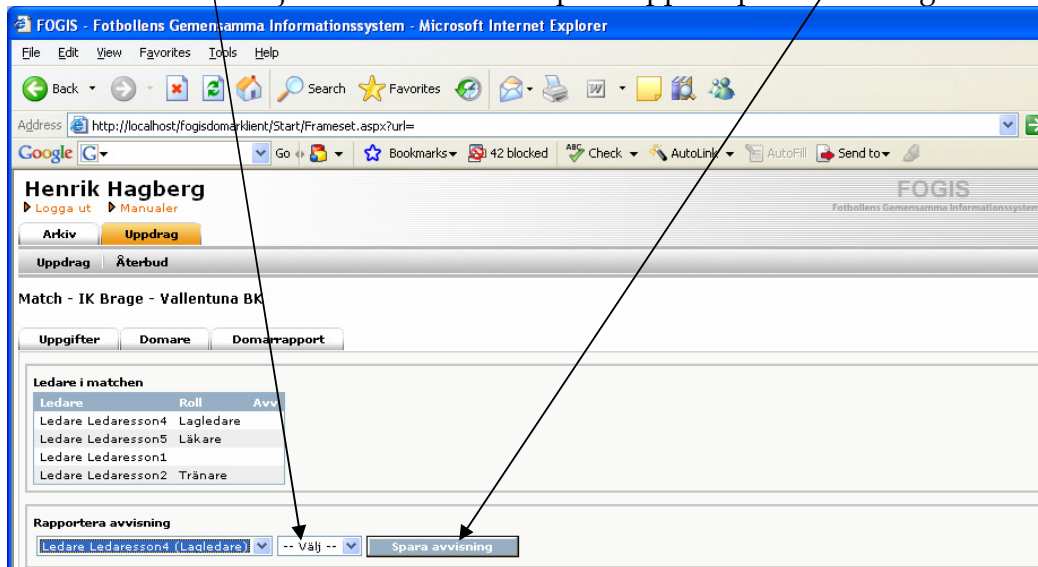 FOGIS - Fotbollens Gemensamma Informationssystem - Microsoft Internet Explorer
File Edit View Favorites Tools Help
Back Search Favorites
Address http://localhost/fogisdomarklient/Start/Frameset.aspx?url=
Google G Go Bookmarks 42 blocked ABC Check AutoLink AutoFill Send to
Henrik Hagberg
FOGIS
Logga ut Manualer
Fotbollens Gemensamma Informationssystem
Arkiv Uppdrag
Uppdrag Återbud
Match - IK Brage - Vallentuna BK
Uppgifter Domare Domarrapport
Ledare i matchen
Ledare Roll Avv
Ledare Ledaresson4 Lagledare
Ledare Ledaresson5 Läkare
Ledare Ledaresson1
Ledare Ledaresson2 Tränare
Rapportera avvisning
Ledare Ledaresson4 (Lagledare) -- Välj -- Spara avvisning